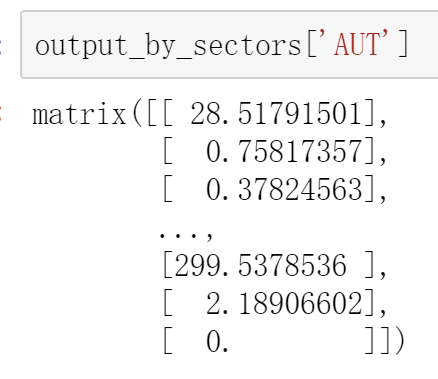 output_by_sectors['AUT']
matrix([[ 28.51791501],
[ 0.75817357],
[ 0.37824563],
...,
[299.5378536 ],
[ 2.18906602],
[ 0. ]])